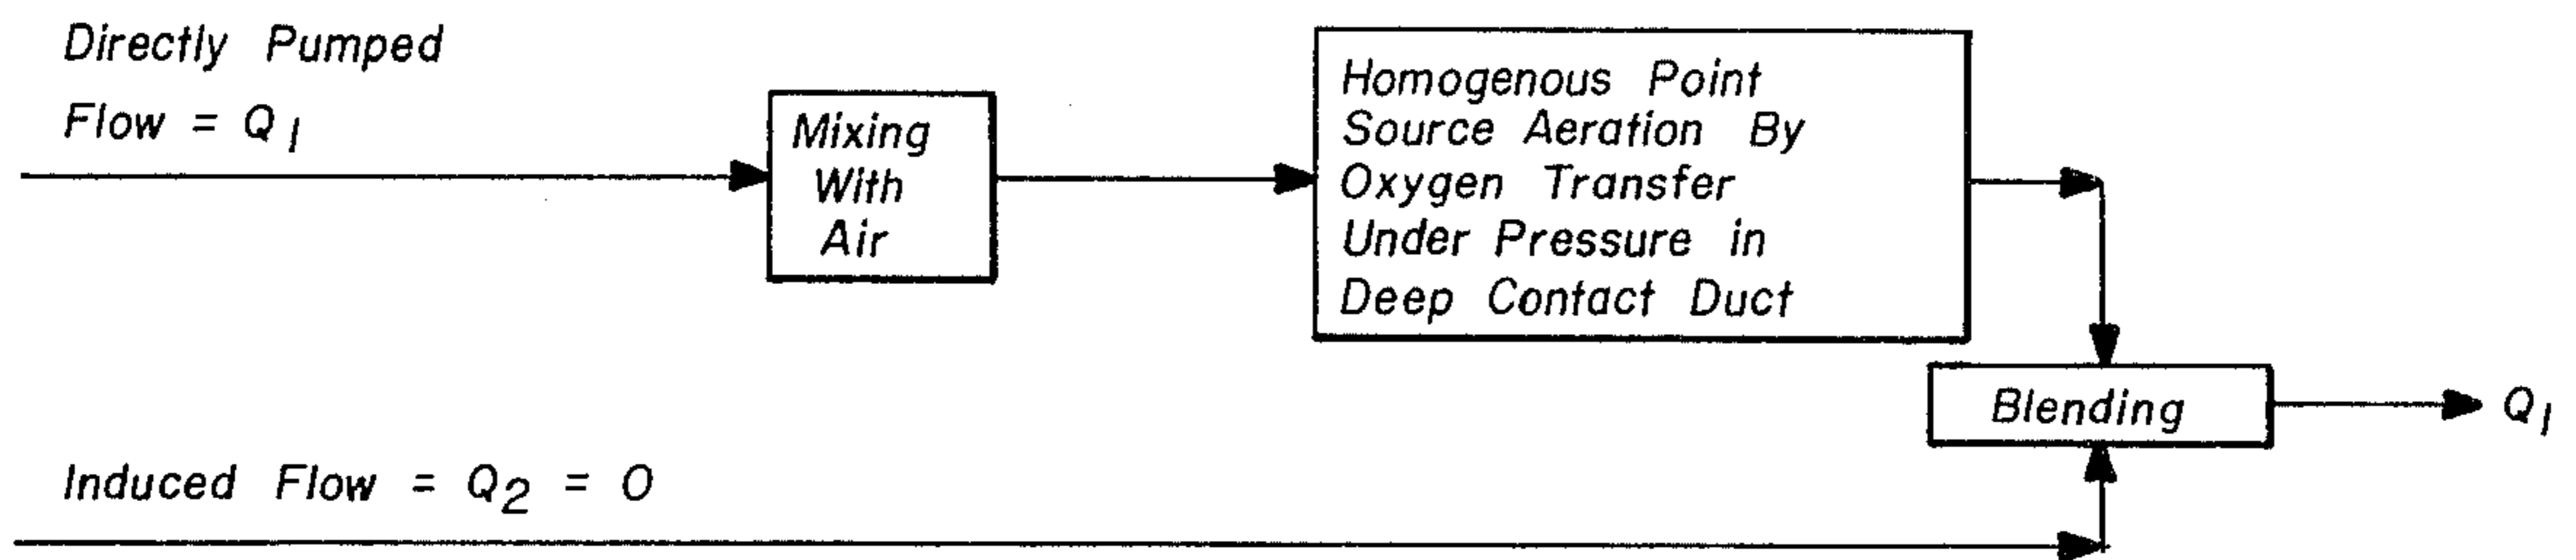 Directly Pumped
Flow = Q1
Mixing
With
Air
Homogenous Point
Source Aeration By
Oxygen Transfer
Under Pressure in
Deep Contact Duct
Blending
Q1
Induced Flow = Q2 = 0